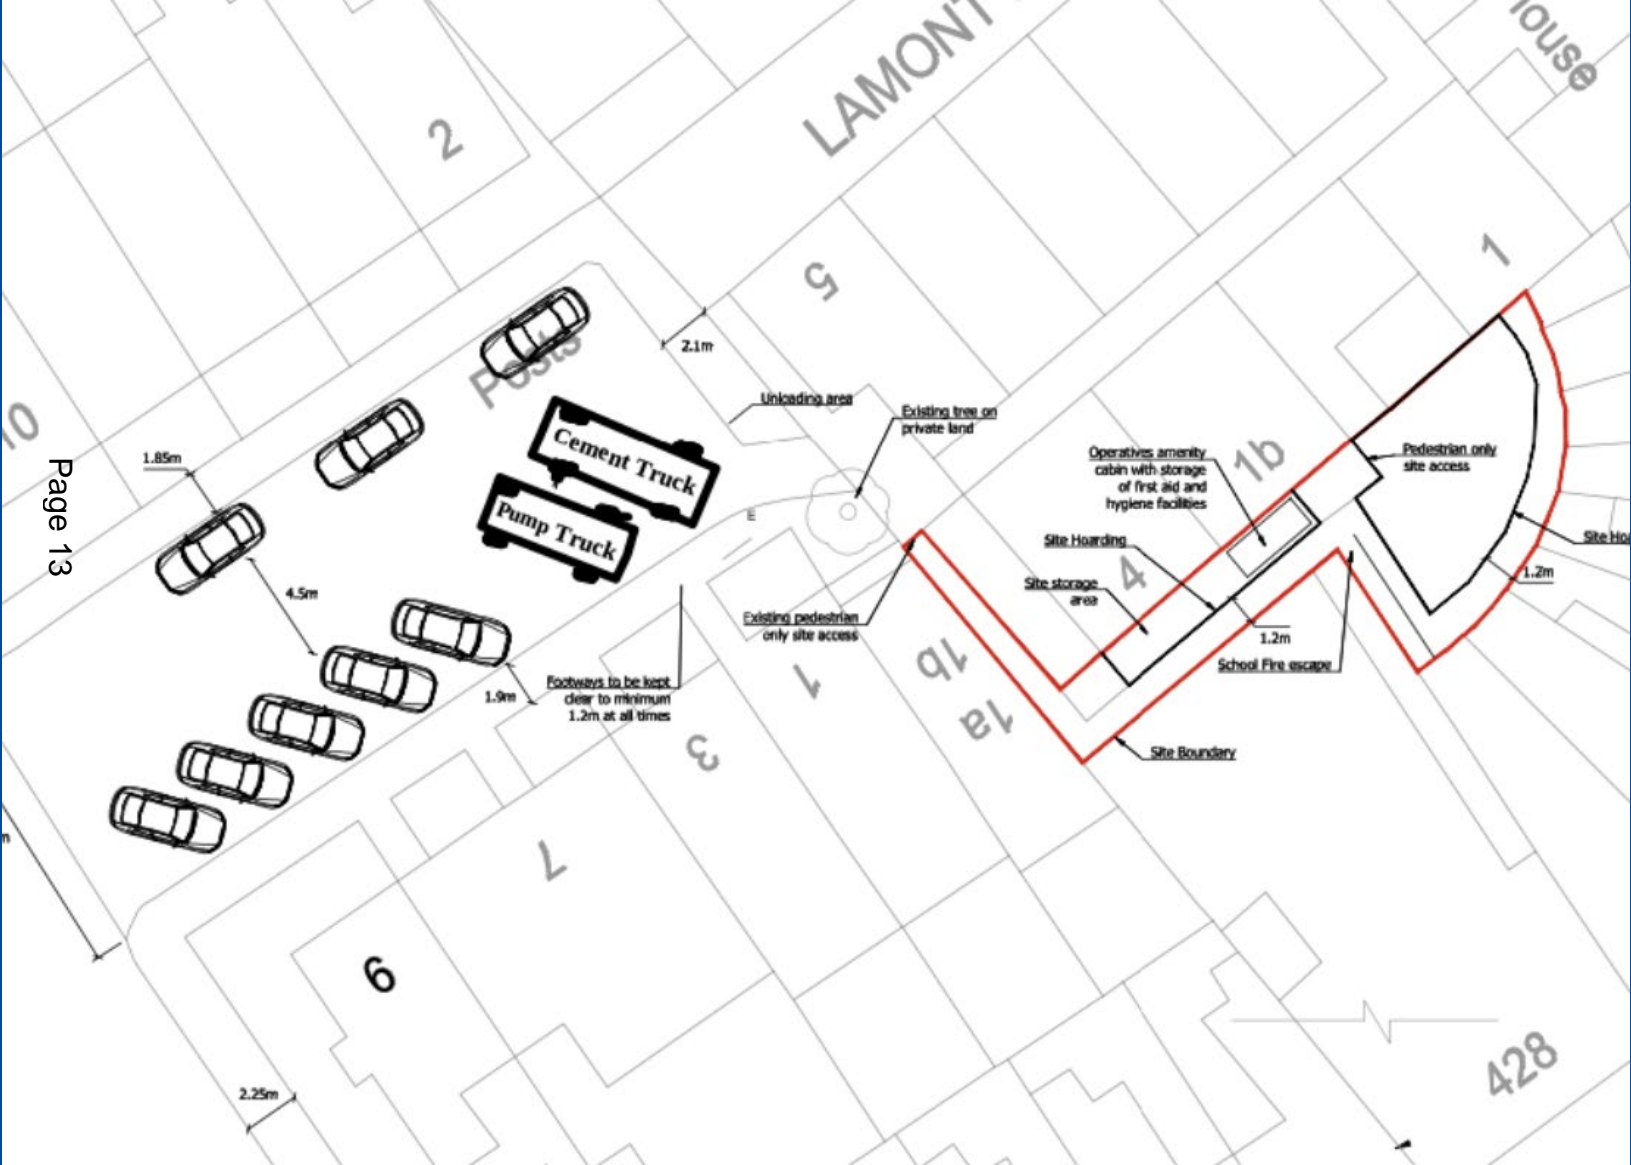 LAMONT
ouse
2
5
1
10
Posts
2.1m
Unloading area
Existing tree on
private land
Cement Truck
Pump Truck
1.85m
Page 13
4.5m
1.9m
Footways to be kept
clear to minimum
1.2m at all times
E
Existing pedestrian
only site access
Operatives amenity
cabin with storage
of first aid and
hygiene facilities
1b
Pedestrian only
site access
Site Hoarding
Site storage
area
4
1.2m
School Fire escape
Site Ho
1.2m
Site Boundary
1
1b
1a
3
7
m
6
2.25m
428